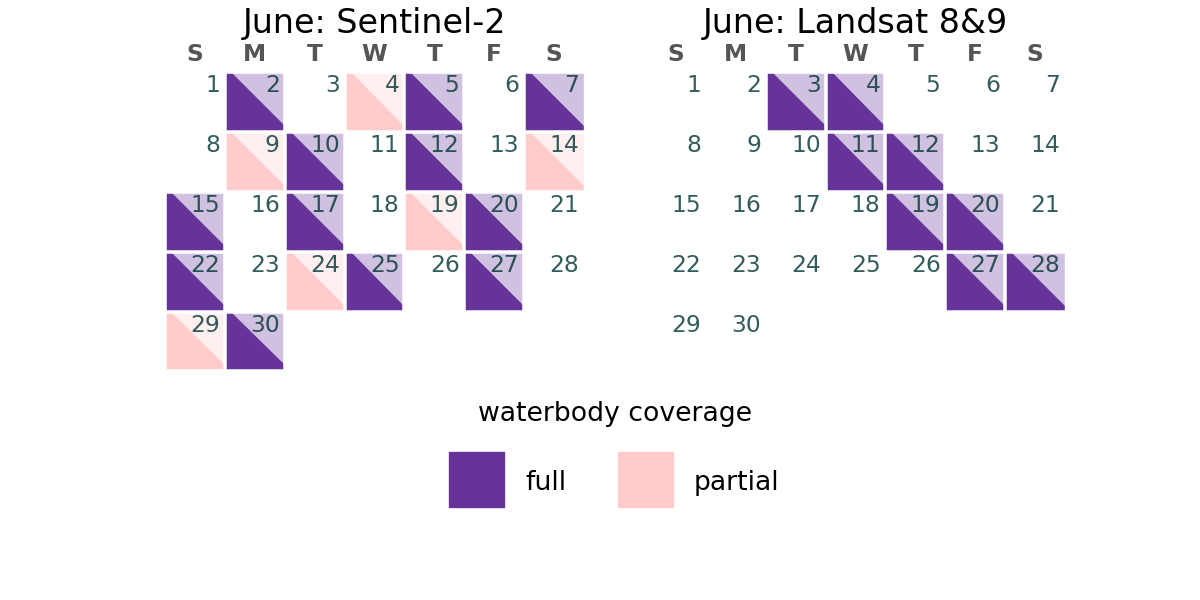 June: Sentinel-2
S M T W T F S
1 2 3 4 5 6 7
8 9 10 11 12 13 14
15 16 17 18 19 20 21
22 23 24 25 26 27 28
29 30
June: Landsat 8&9
S M T W T F S
1 2 3 4 5 6 7
8 9 10 11 12 13 14
15 16 17 18 19 20 21
22 23 24 25 26 27 28
29 30
waterbody coverage
full partial